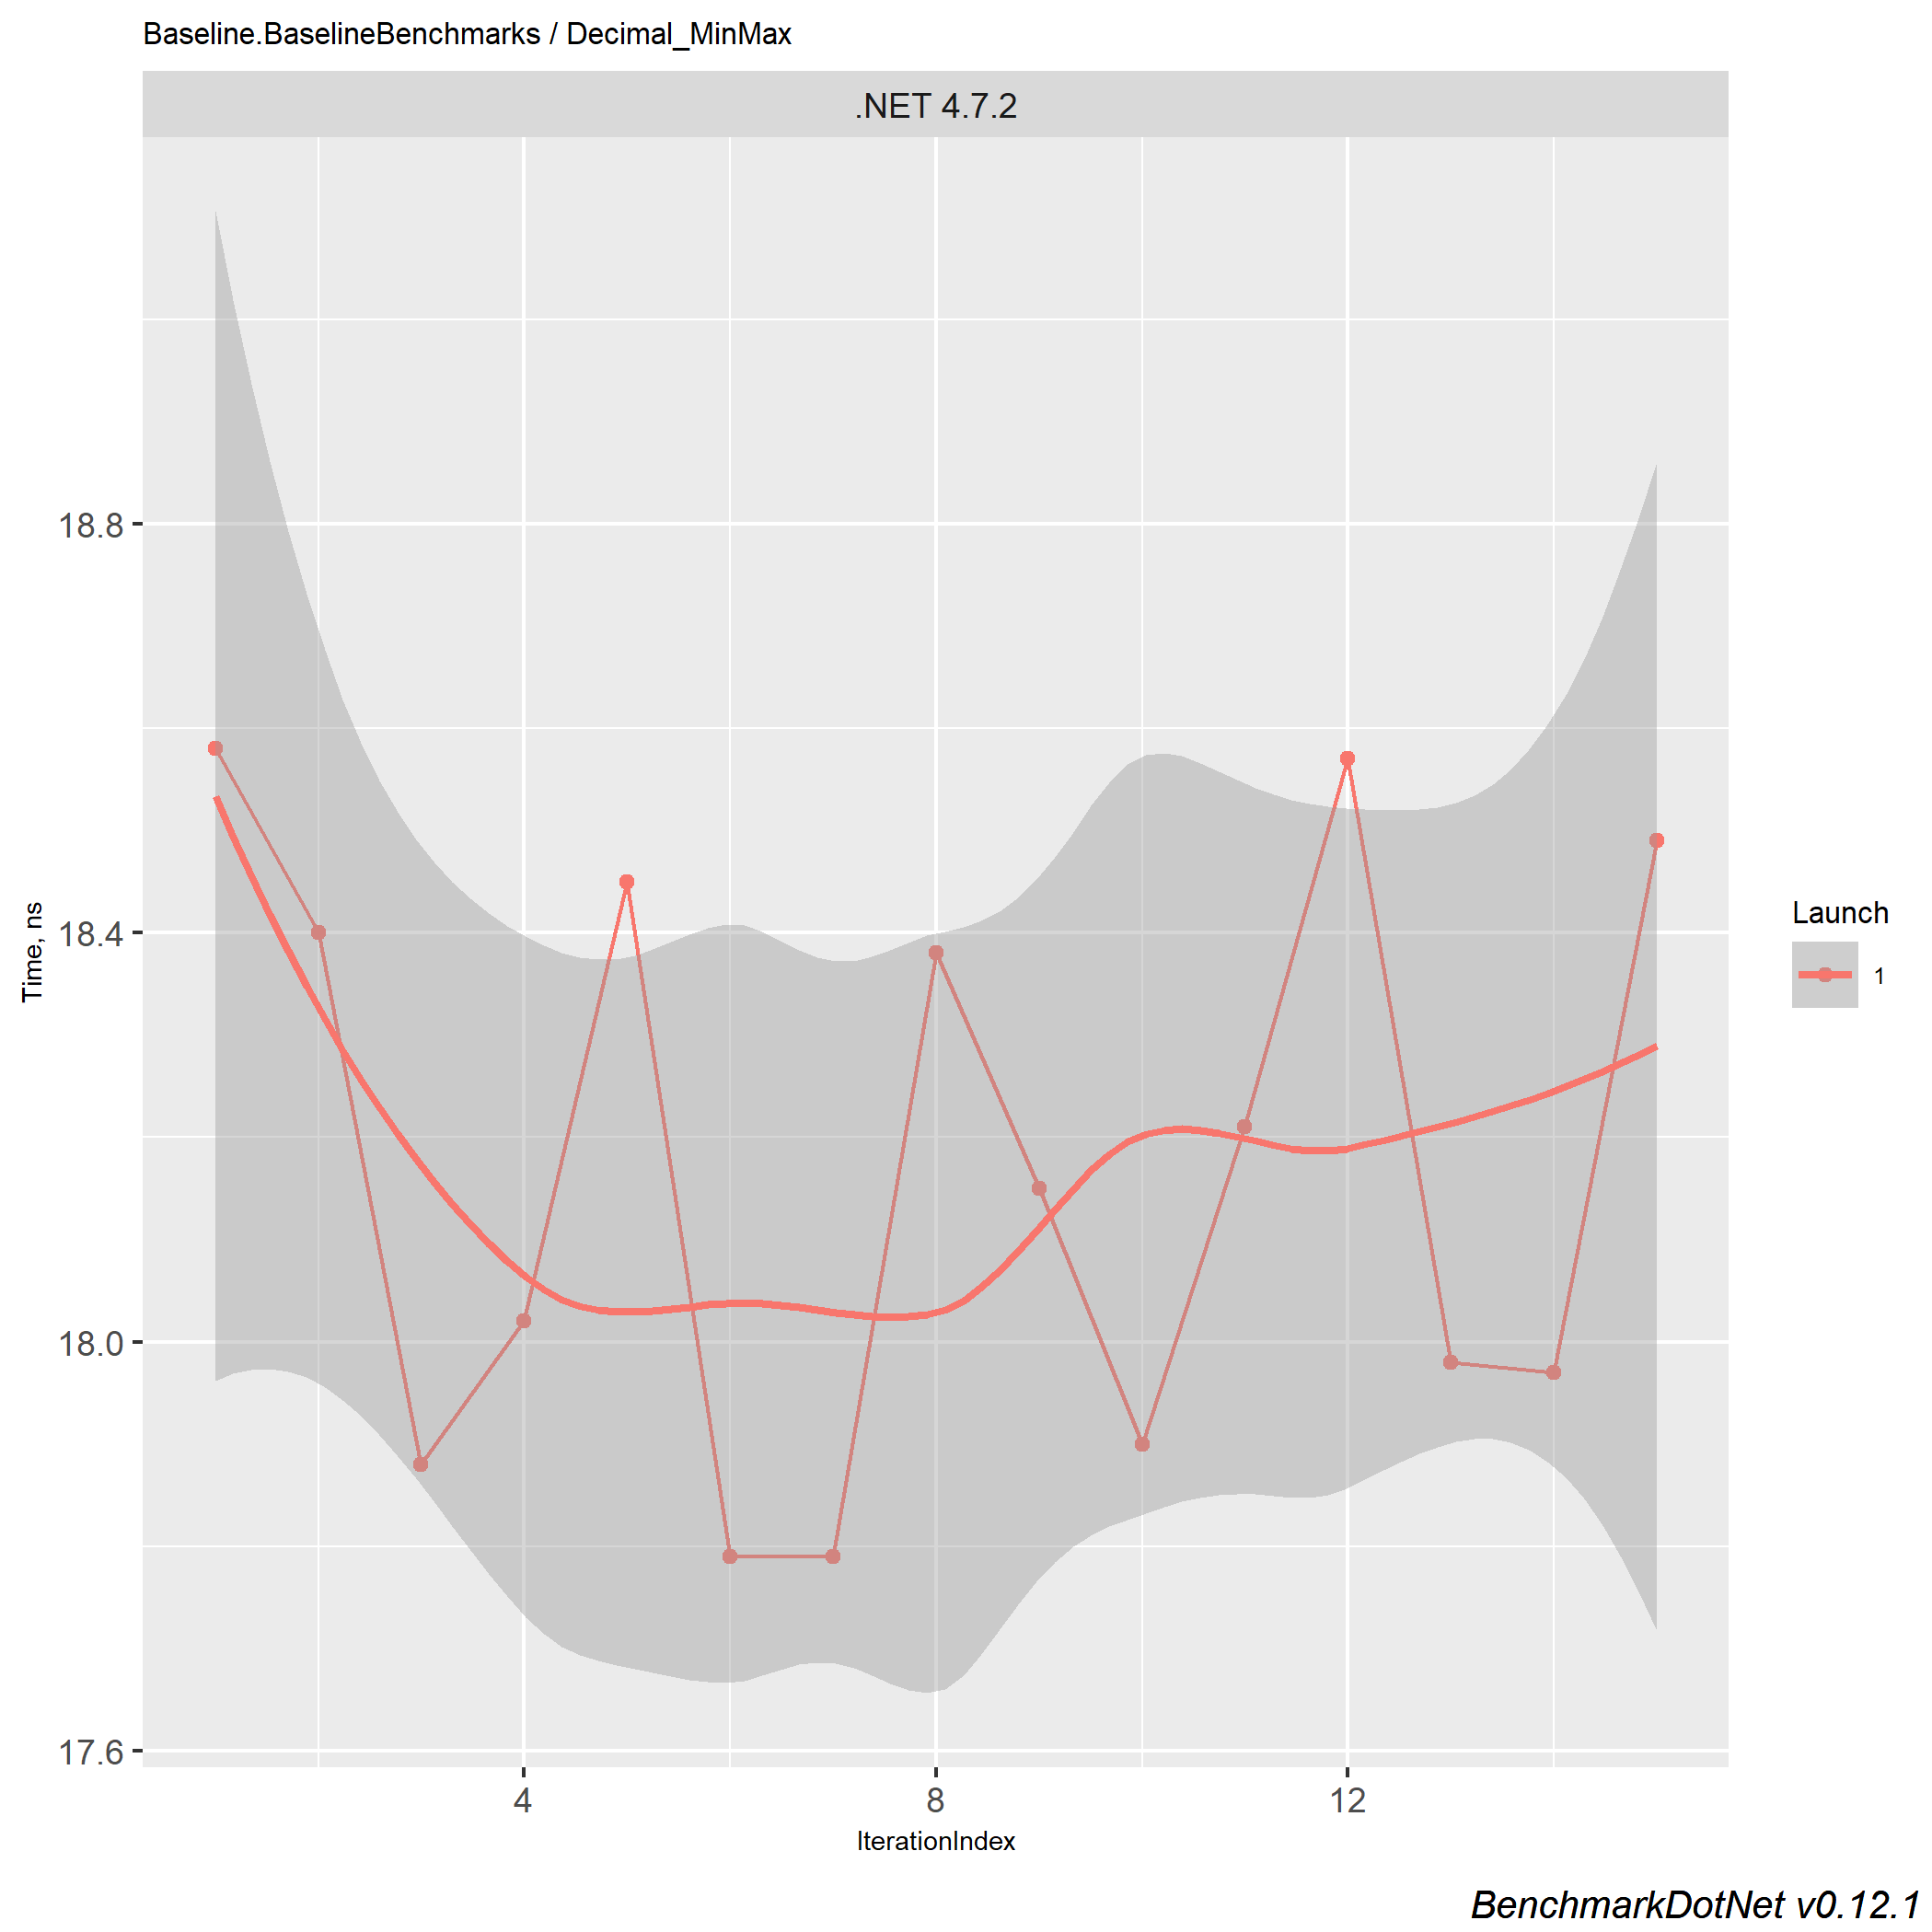 Baseline.BaselineBenchmarks / Decimal_MinMax
.NET 4.7.2
18.8
18.4
18.0
17.6
Time, ns
4 8 12
IterationIndex
Launch
1
BenchmarkDotNet v0.12.1